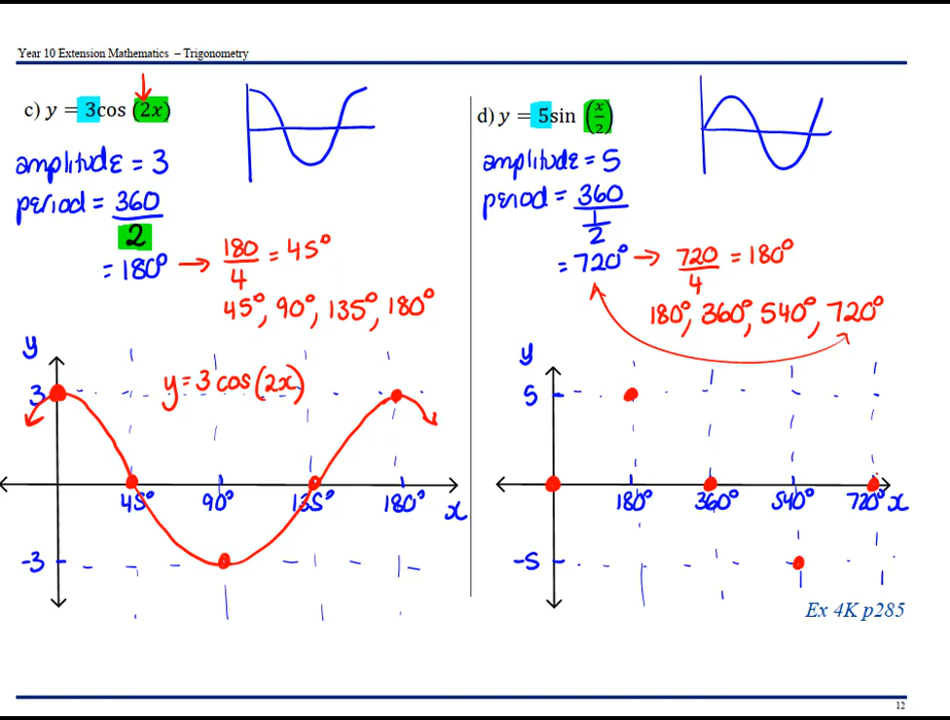 Year 10 Extension Mathematics – Trigonometry
c) y = 3cos (2x)
amplitude = 3
period = 360/2
= 180° → 180/4 = 45°
45°, 90°, 135°, 180°
y
3
y = 3 cos (2x)
45° 90° 135° 180° x
-3
d) y = 5sin (x/2)
amplitude = 5
period = 360/(1/2)
= 720° → 720/4 = 180°
180°, 360°, 540°, 720°
y
5
180° 360° 540° 720° x
-5
Ex 4K p285
12